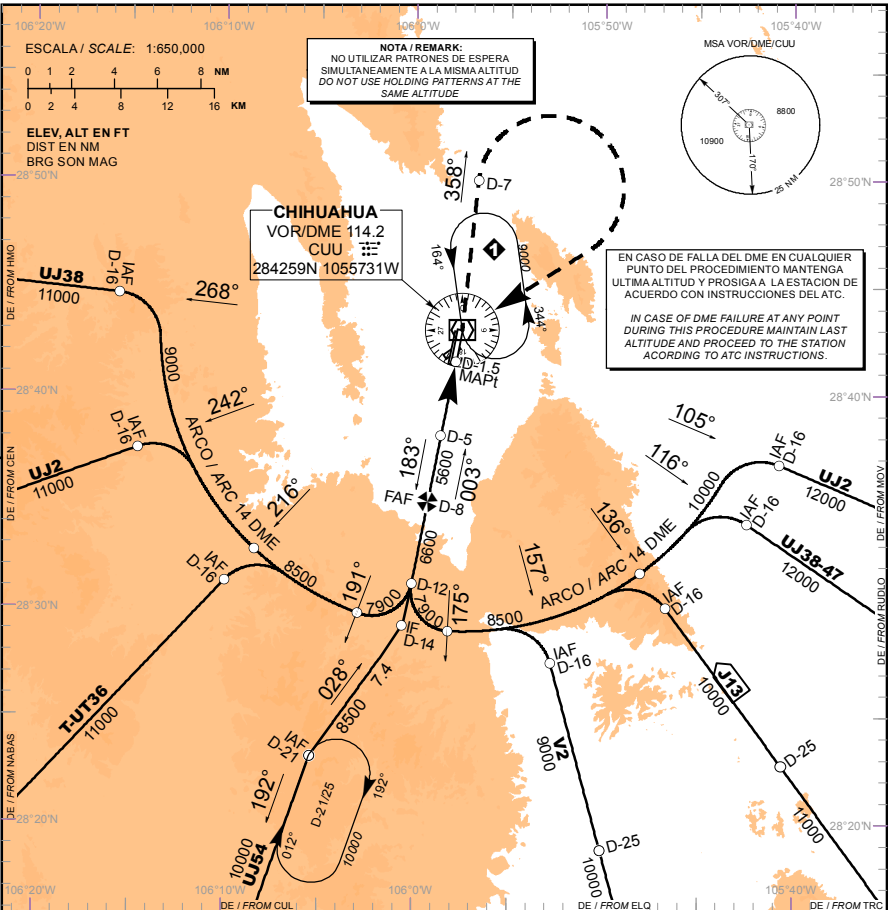 106°20'W
106°10'W
105°50'W
105°40'W
ESCALA / SCALE: 1:650,000
0 1 2 4 6 8 NM
0 2 4 8 12 16 KM
ELEV, ALT EN FT
DIST EN NM
BRG SON MAG
NOTA / REMARK:
NO UTILIZAR PATRONES DE ESPERA
SIMULTANEAMENTE A LA MISMA ALTITUD
DO NOT USE HOLDING PATTERNS AT THE
SAME ALTITUDE
MSA VOR/DME/CUU
307°
8800
10900
170°
25 NM
28°50'N
28°50'N
358°
D-7
CHIHUAHUA
VOR/DME 114.2
CUU
284259N 1055731W
164°
1
9000
344°
EN CASO DE FALLA DEL DME EN CUALQUIER
PUNTO DEL PROCEDIMIENTO MANTENGA
ULTIMA ALTITUD Y PROSIGA A LA ESTACION DE
ACUERDO CON INSTRUCCIONES DEL ATC.
IN CASE OF DME FAILURE AT ANY POINT
DURING THIS PROCEDURE MAINTAIN LAST
ALTITUDE AND PROCEED TO THE STATION
ACORDING TO ATC INSTRUCTIONS.
DE / FROM HMO
UJ38
11000
IAF
D-16
268°
9000
D-1.5
MAPt
28°40'N
28°40'N
242°
IAF
D-16
UJ2
11000
DE / FROM CEN
ARCO / ARC 14 DME
216°
183°
D-5
5600
003°
FAF
D-8
6600
105°
116°
IAF
D-16
UJ2
12000
DE / FROM MOV
10000
IAF
D-16
UJ38-47
12000
DE / FROM RUDLO
136°
157°
ARCO / ARC 14 DME
IAF
D-16
8500
191°
7900
D-12
7900
175°
8500
28°30'N
28°30'N
IF
D-14
IAF
D-16
IAF
D-16
T-UT36
11000
DE / FROM NABAS
028°
7.4
8500
IAF
D-21
192°
D-21/25
192°
012°
10000
10000
UJ54
V2
9000
D-25
10000
J13
10000
D-25
11000
28°20'N
28°20'N
106°20'W
106°10'W
106°00'W
105°40'W
DE / FROM CUL
DE / FROM ELQ
DE / FROM TRC